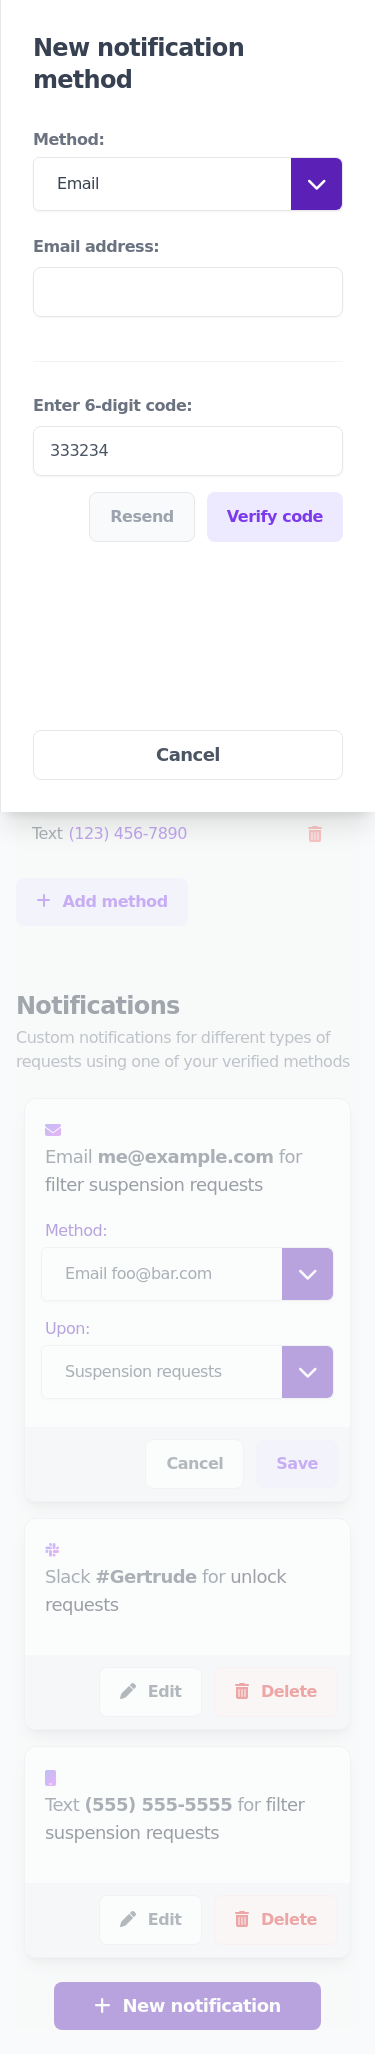 New notification
method
Method:
Email
Email address:
Enter 6-digit code:
333234
Resend
Verify code
Cancel
Text (123) 456-7890
Add method
Notifications
Custom notifications for different types of
requests using one of your verified methods
Email me@example.com for
filter suspension requests
Method:
Email foo@bar.com
Upon:
Suspension requests
Cancel
Save
Slack #Gertrude for unlock
requests
Edit
Delete
Text (555) 555-5555 for filter
suspension requests
Edit
Delete
New notification